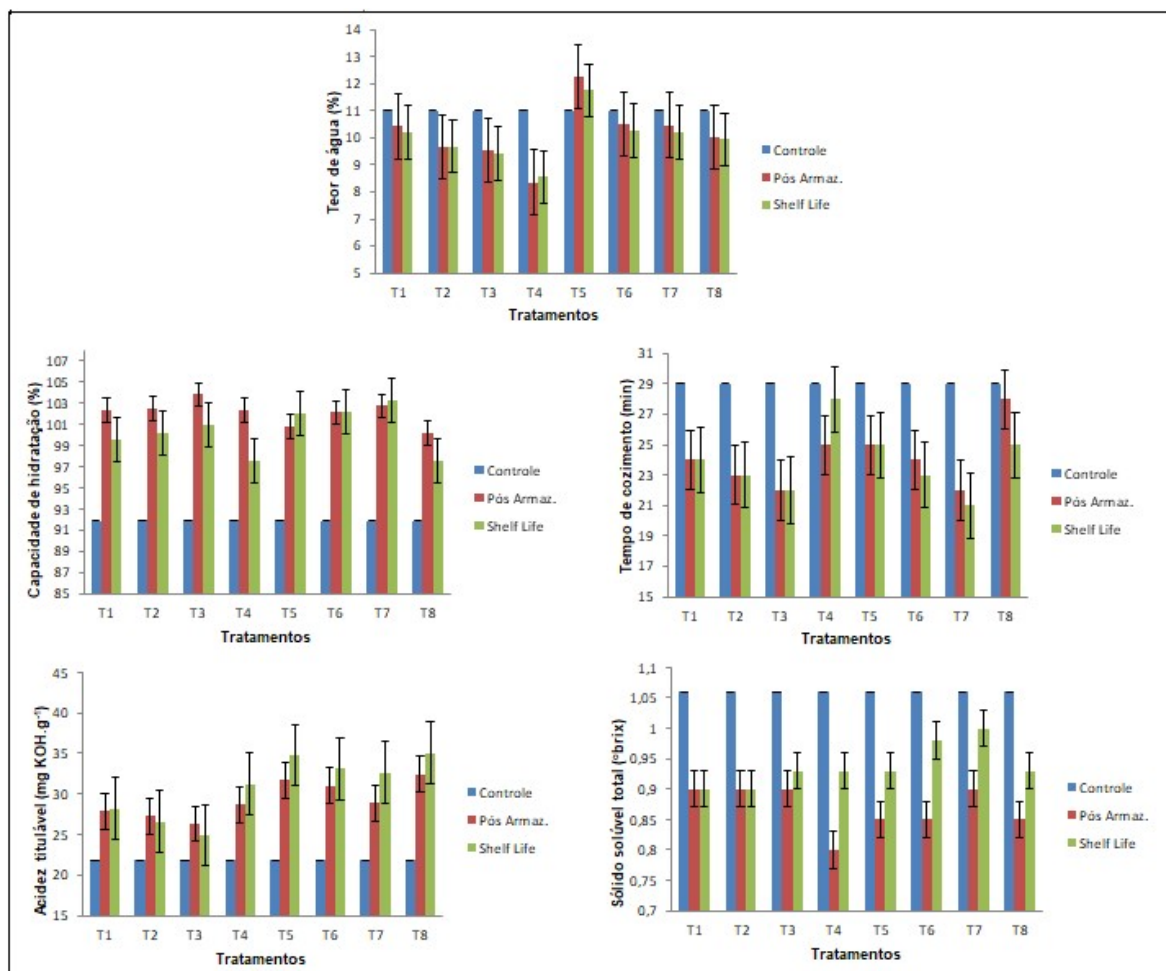 Teor de água (%)
14
13
12
11
10
9
8
7
6
5
T1 T2 T3 T4 T5 T6 T7 T8
Tratamentos
Controle
Pós Armaz.
Shelf Life
Capacidade de hidratação (%)
107
105
103
101
99
97
95
93
91
89
87
85
T1 T2 T3 T4 T5 T6 T7 T8
Tratamentos
Controle
Pós Armaz.
Shelf Life
Tempo de cozimento (min)
31
29
27
25
23
21
19
17
15
T1 T2 T3 T4 T5 T6 T7 T8
Tratamentos
Controle
Pós Armaz.
Shelf Life
Acidez titulável (mg KOH.g⁻¹)
45
40
35
30
25
20
15
T1 T2 T3 T4 T5 T6 T7 T8
Tratamentos
Controle
Pós Armaz.
Shelf Life
Sólido solúvel total (ºbrix)
1,05
1
0,95
0,9
0,85
0,8
0,75
0,7
T1 T2 T3 T4 T5 T6 T7 T8
Tratamentos
Controle
Pós Armaz.
Shelf Life